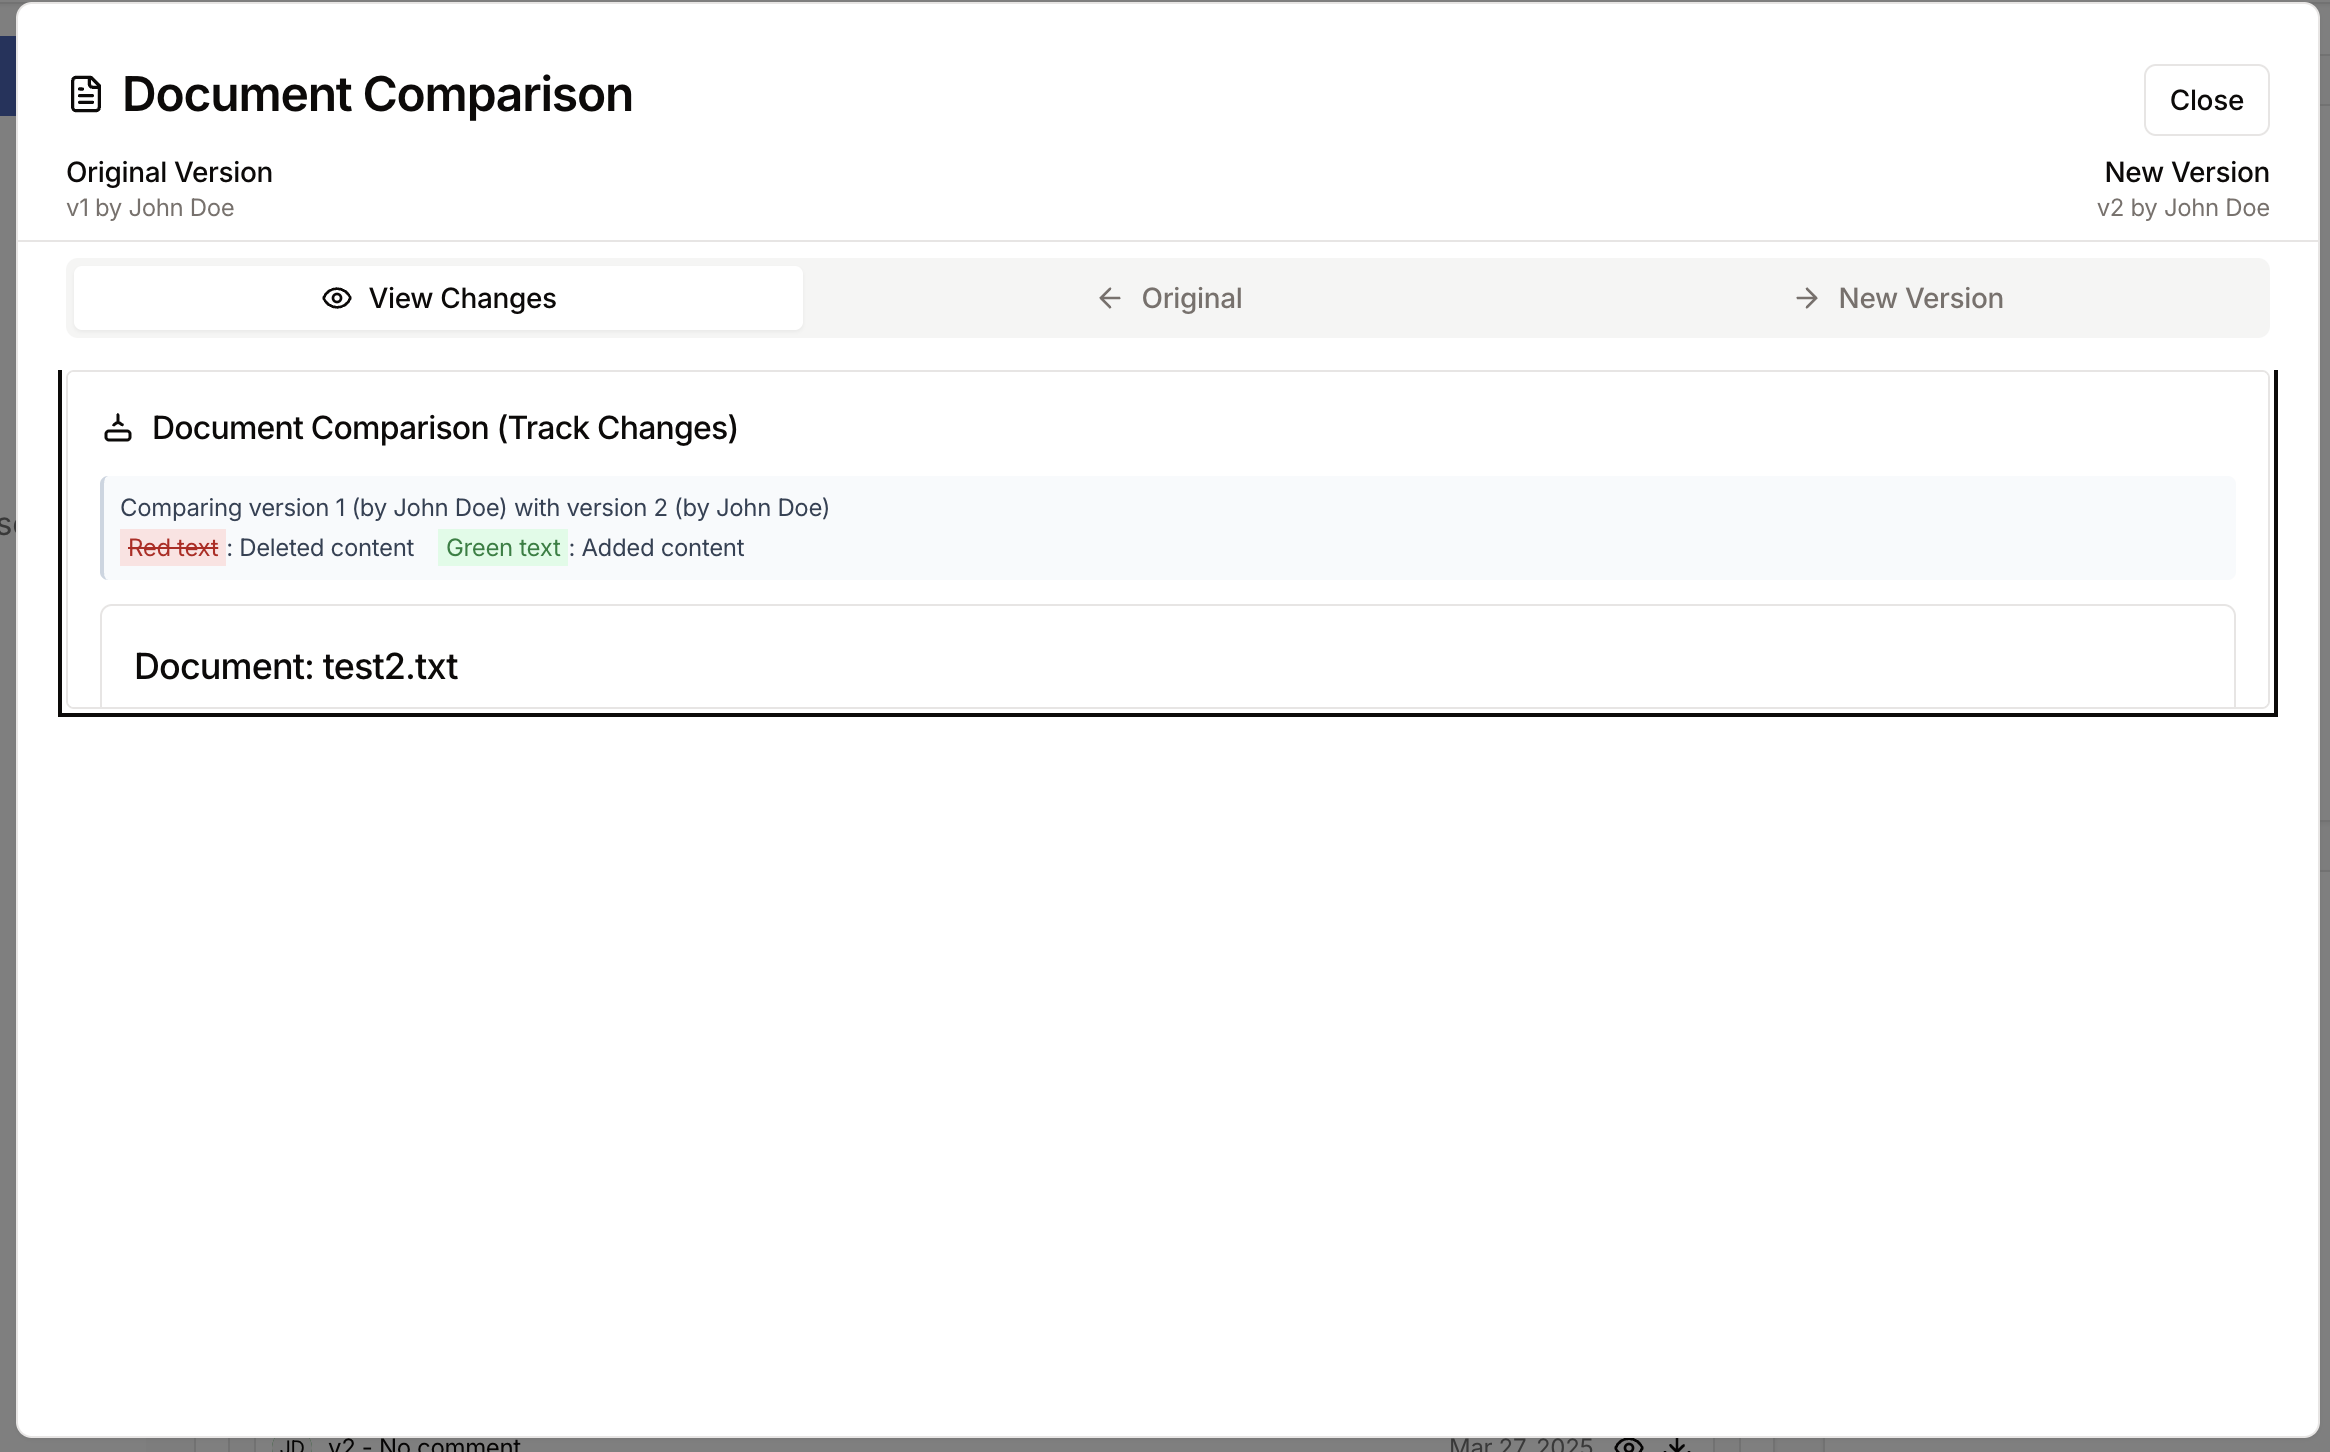 Document Comparison
Close
Original Version
New Version
v1 by John Doe
v2 by John Doe
View Changes
Original
New Version
Document Comparison (Track Changes)
Comparing version 1 (by John Doe) with version 2 (by John Doe)
Red text : Deleted content Green text : Added content
Document: test2.txt
JD v2 - No comment Mar 27, 2025